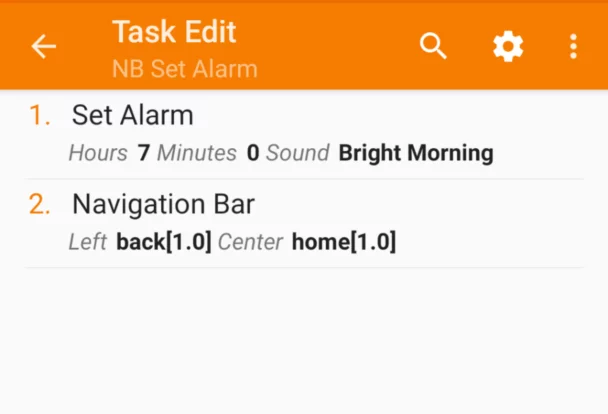 Task Edit
NB Set Alarm
1. Set Alarm
Hours 7 Minutes 0 Sound Bright Morning
2. Navigation Bar
Left back[1.0] Center home[1.0]